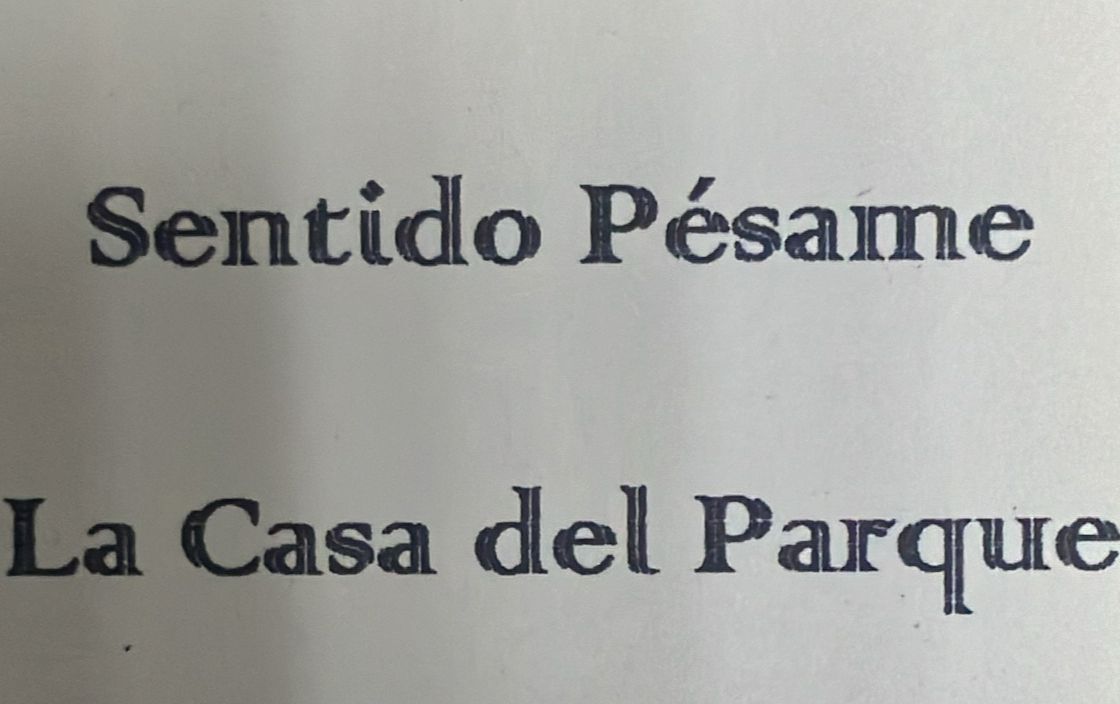 Sentido Pésame
La Casa del Parque